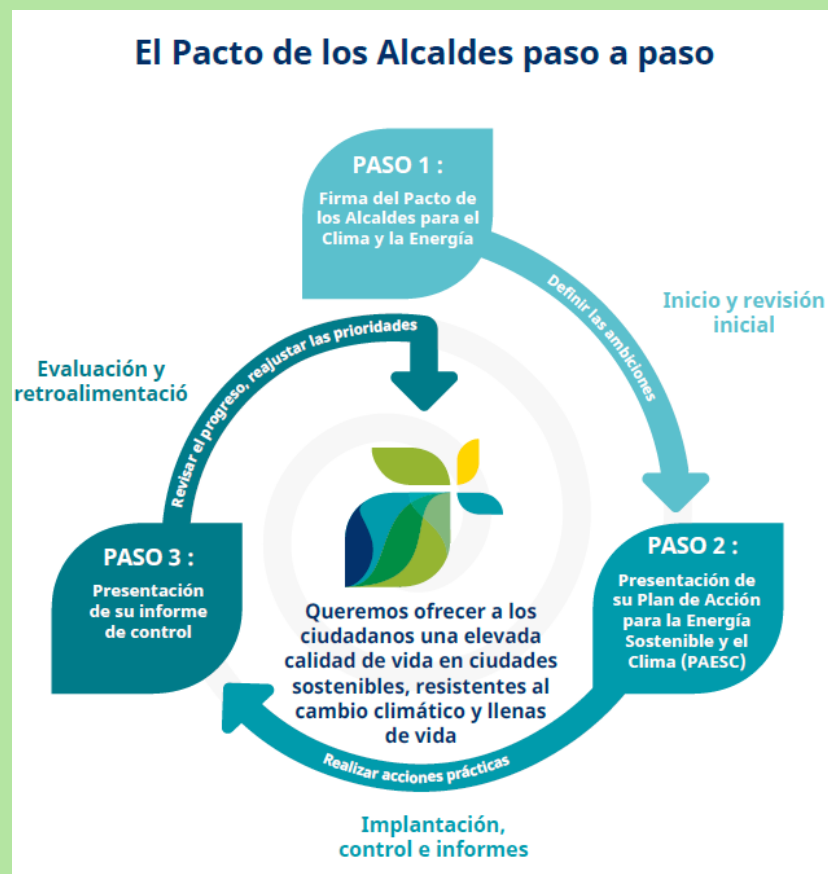 El Pacto de los Alcaldes paso a paso
PASO 1 :
Firma del Pacto de
los Alcaldes para el
Clima y la Energía
Definir las ambiciones
Inicio y revisión
inicial
PASO 2 :
Presentación de
su Plan de Acción
para la Energía
Sostenible y el
Clima (PAESC)
Realizar acciones prácticas
Implantación,
control e informes
PASO 3 :
Presentación
de su informe
de control
Revisar el progreso, reajustar las prioridades
Evaluación y
retroalimentació
Queremos ofrecer a los
ciudadanos una elevada
calidad de vida en ciudades
sostenibles, resistentes al
cambio climático y llenas
de vida